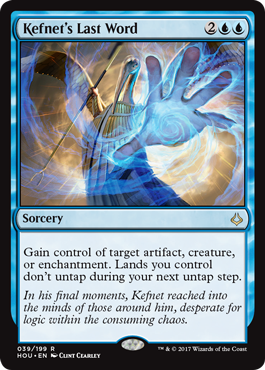 Kefnet's Last Word 2
Sorcery
Gain control of target artifact, creature,
or enchantment. Lands you control
don't untap during your next untap step.
In his final moments, Kefnet reached into
the minds of those around him, desperate for
logic within the consuming chaos.
039/199 R
HOU • EN CLINT CEARLEY
™ & © 2017 Wizards of the Coast